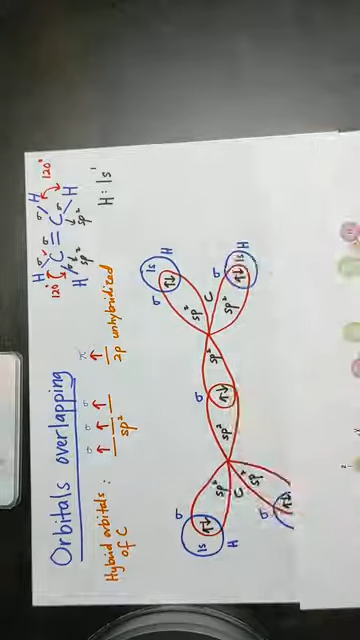 Orbitals overlapping
Hybrid orbitals :
of C
σ σ σ
sp²
π
2p unhybridized
H H
σ σ
120° C = C 120°
σ σ
sp² sp²
H H
H: 1s¹
σ σ σ
1s 1s
H H
sp² sp² sp² sp²
C C
sp² sp²
1s
H
σ σ